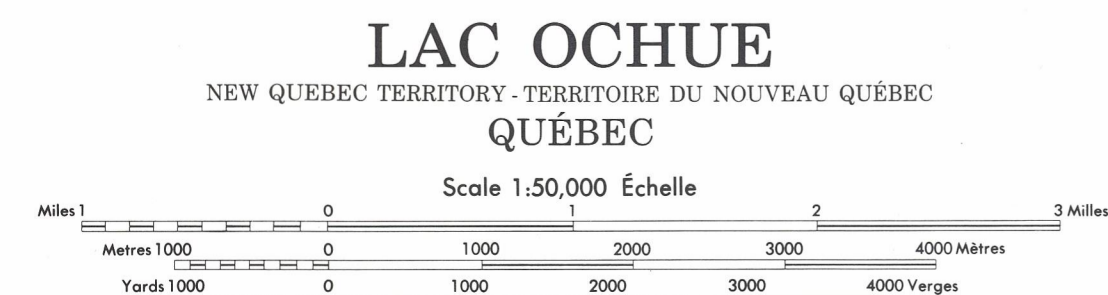 LAC OCHUE
NEW QUEBEC TERRITORY - TERRITOIRE DU NOUVEAU QUÉBEC
QUÉBEC
Scale 1:50,000 Échelle
Miles 1 0 1 2 3 Milles
Metres 1000 0 1000 2000 3000 4000 Mètres
Yards 1000 0 1000 2000 3000 4000 Verges